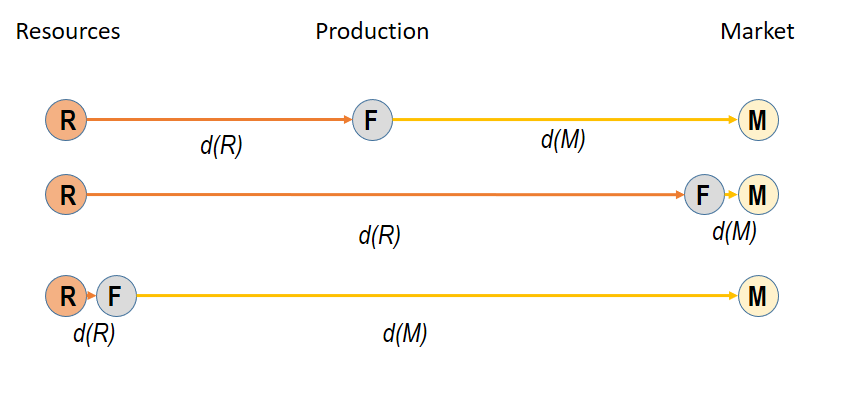 Resources Production Market
R F M
d(R) d(M)
R F M
d(R) d(M)
R F M
d(R) d(M)